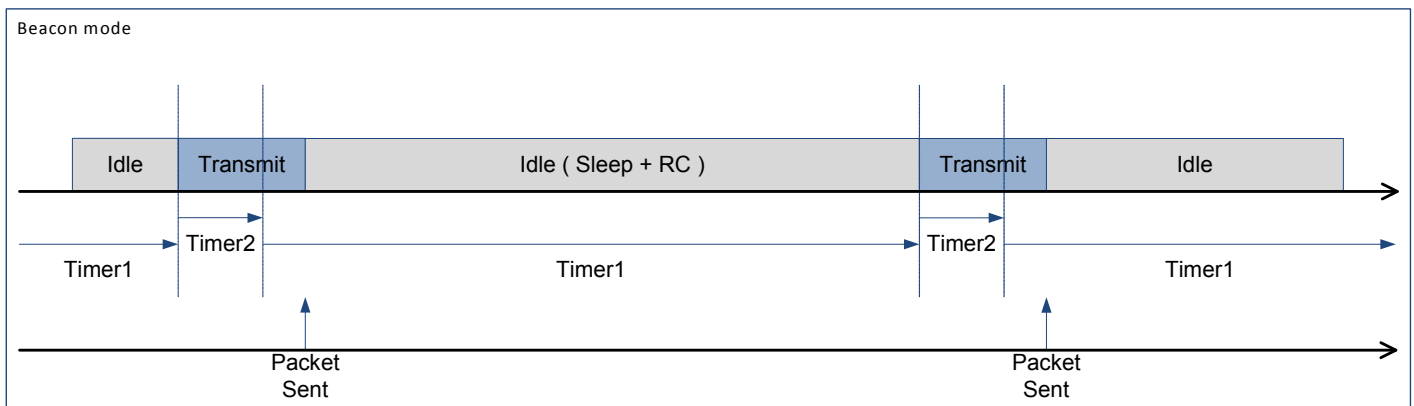 Beacon mode
Idle
Transmit
Idle ( Sleep + RC )
Transmit
Idle
Timer2
Timer2
Timer1
Timer1
Timer1
Packet
Sent
Packet
Sent